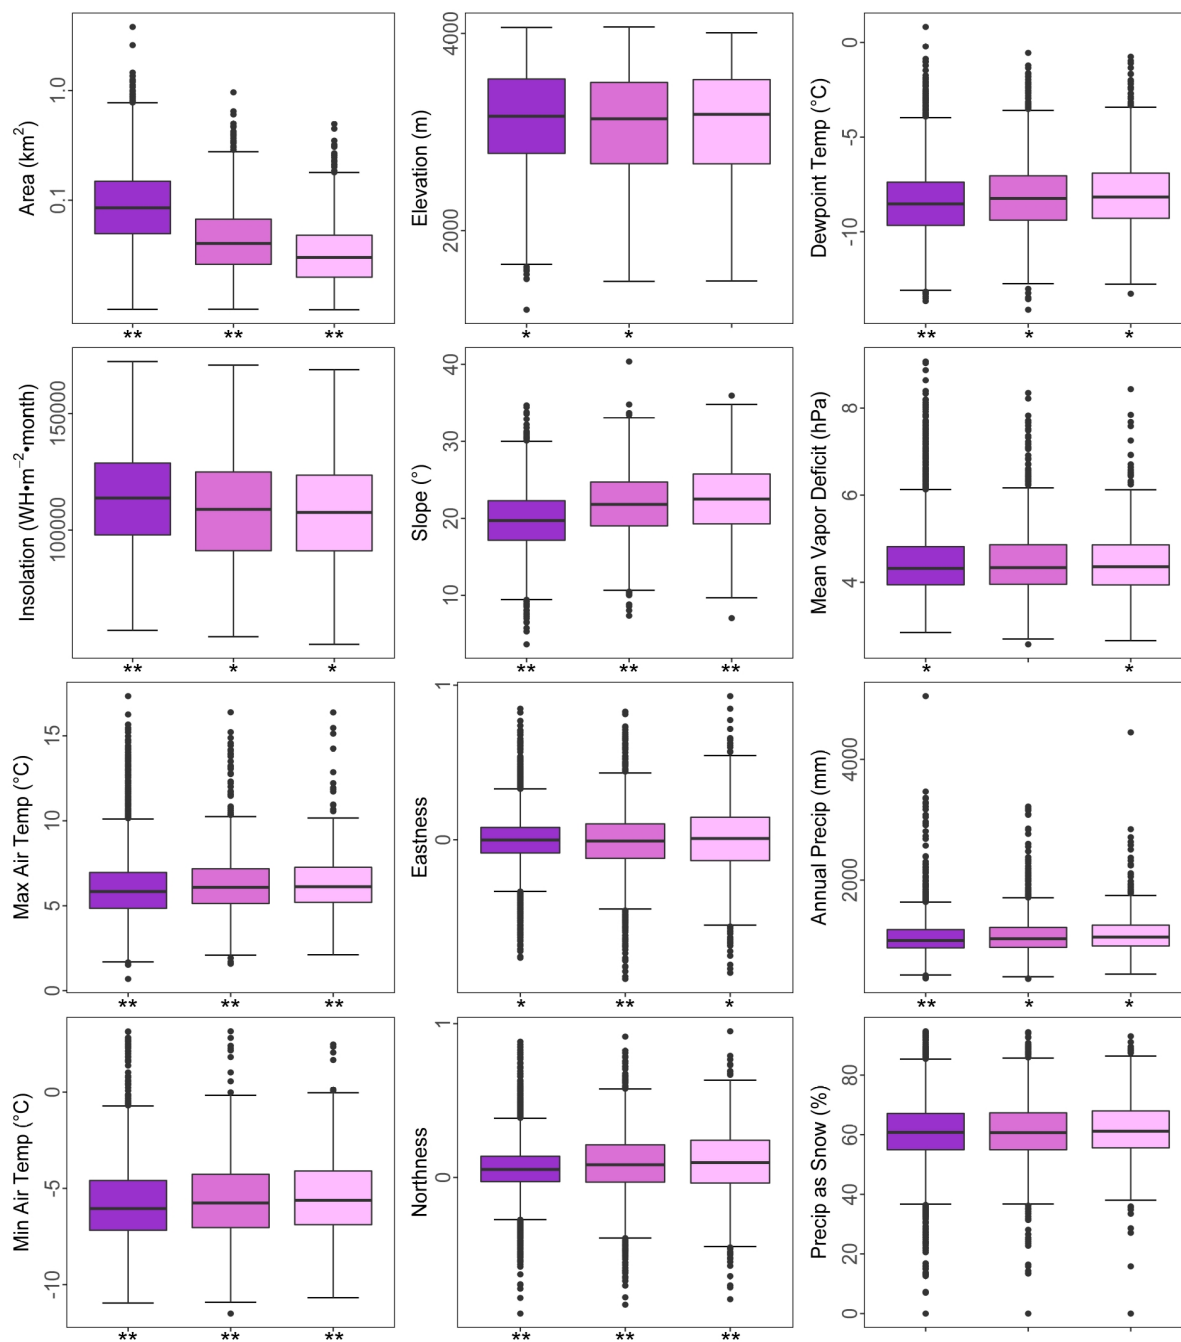 Area (km²)
1.0
0.1
** ** **
Elevation (m)
4000
2000
* *
Dewpoint Temp (°C)
0
-5
-10
** * *
Insolation (WH•m⁻²•month)
150000
100000
** * *
Slope (°)
40
30
20
10
** ** **
Mean Vapor Deficit (hPa)
8
6
4
* *
Max Air Temp (°C)
15
10
5
0
** ** **
Eastness
1
0
* ** *
Annual Precip (mm)
4000
2000
** * *
Min Air Temp (°C)
0
-5
-10
** ** **
Northness
1
0
** ** **
Precip as Snow (%)
80
60
40
20
0